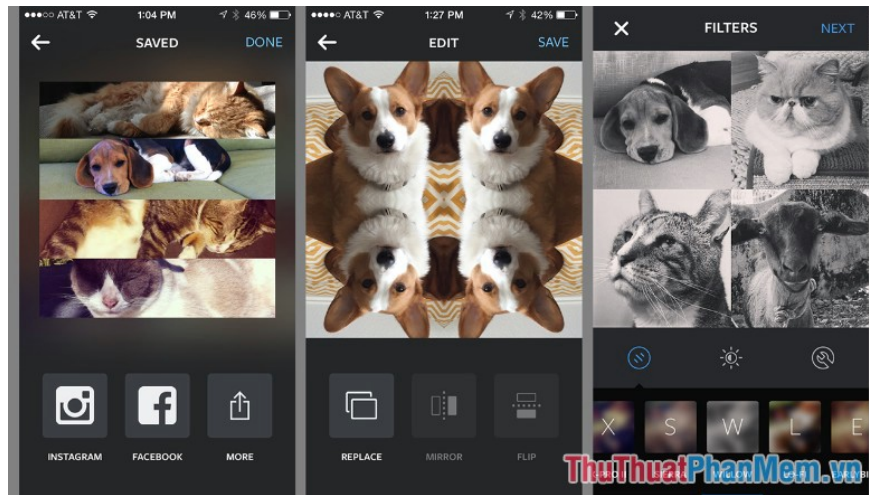 AT&T 1:04 PM 46%
SAVED DONE
INSTAGRAM FACEBOOK MORE
AT&T 1:27 PM 42%
EDIT SAVE
REPLACE MIRROR FLIP
FILTERS NEXT
X S W L E
ThuThuatPhanMem.vn